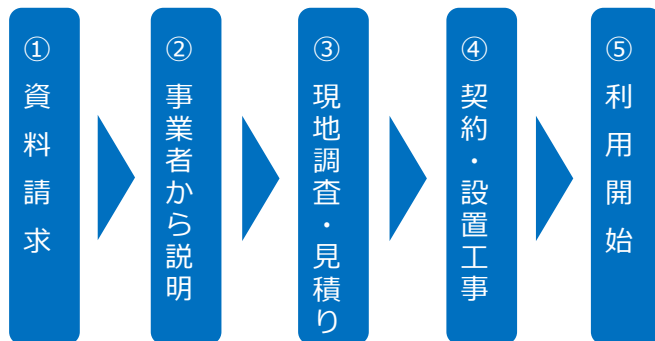 ①資料請求
②事業者から説明
③現地調査・見積り
④契約・設置工事
⑤利用開始